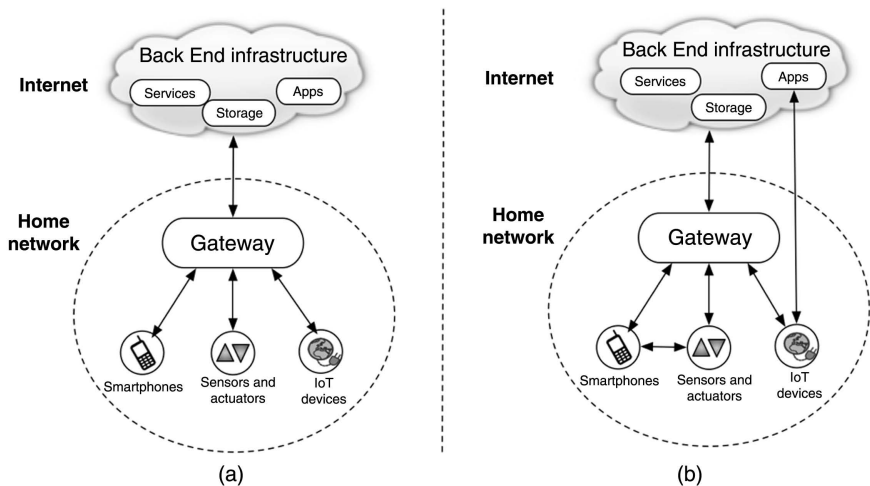 Back End infrastructure
Internet
Services
Apps
Storage
Home
network
Gateway
Smartphones
Sensors and
actuators
IoT
devices
(a)
Back End infrastructure
Internet
Services
Apps
Storage
Home
network
Gateway
Smartphones
Sensors and
actuators
IoT
devices
(b)